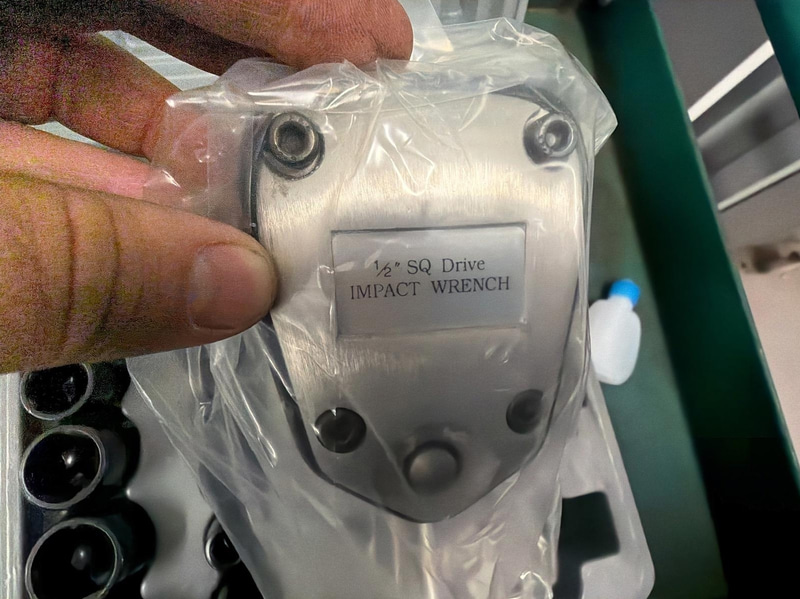 ½" SQ Drive
IMPACT WRENCH